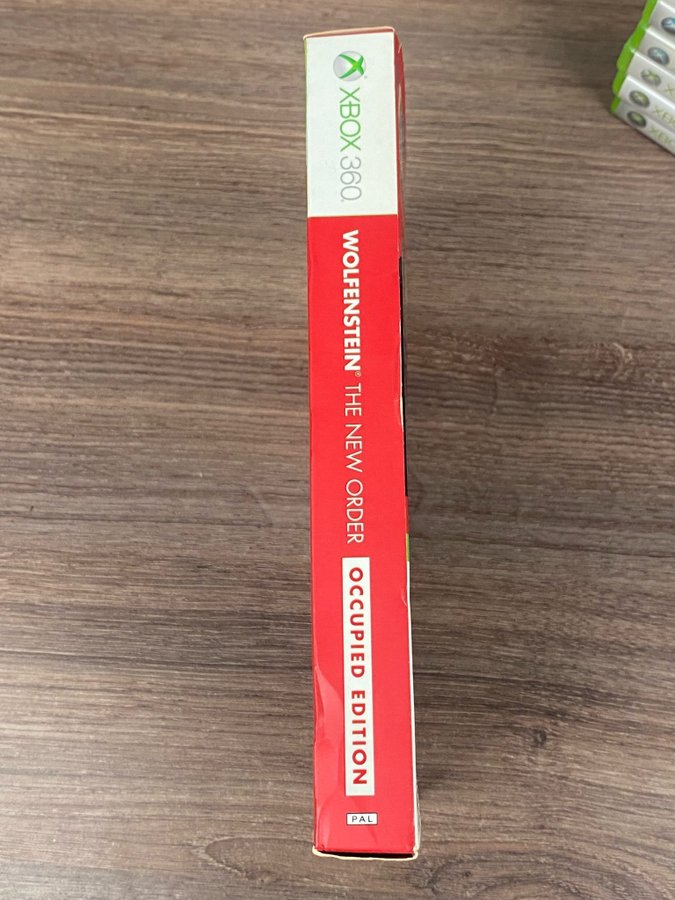 XBOX 360
WOLFENSTEIN® THE NEW ORDER
OCCUPIED EDITION
PAL